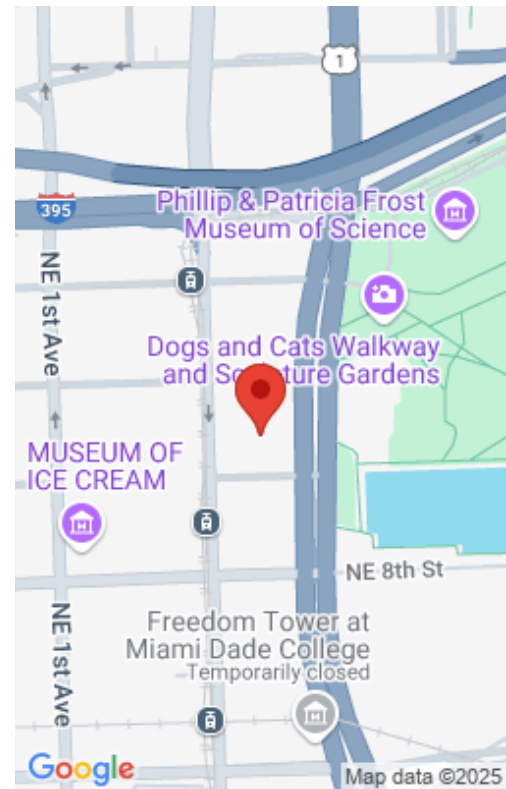 1
395
Phillip & Patricia Frost
Museum of Science
NE 1st Ave
Dogs and Cats Walkway
and Sculpture Gardens
MUSEUM OF
ICE CREAM
NE 8th St
NE 1st Ave
Freedom Tower at
Miami Dade College
Temporarily closed
Google
Map data ©2025